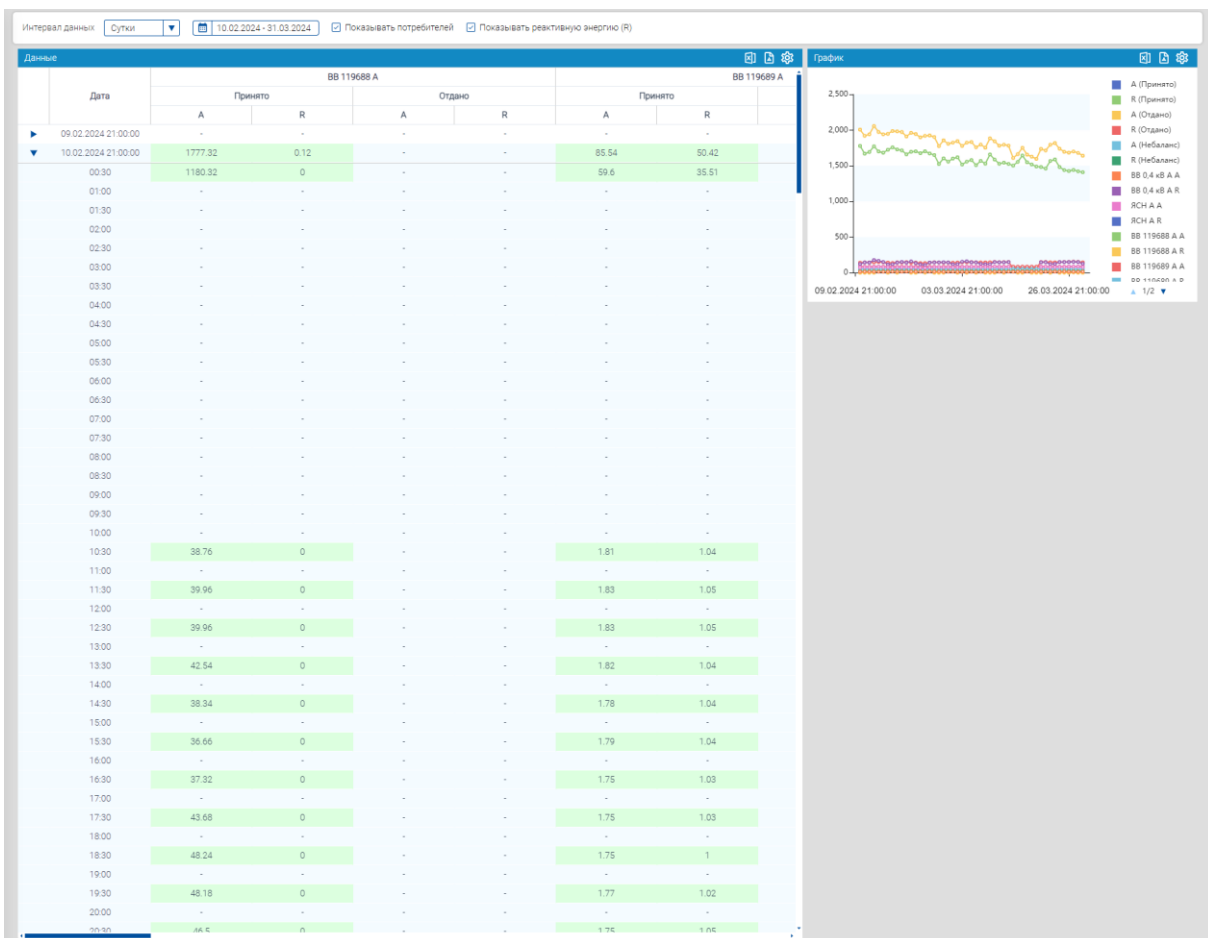 Интервал данных Сутки 10.02.2024 - 31.03.2024 Показывать потребителей Показывать реактивную энергию (R)
Данные
ВВ 119688 А ВВ 119689 А
Дата Принято Отдано Принято
A R A R A R
09.02.2024 21:00:00 - - - - - -
10.02.2024 21:00:00 1777.32 0.12 - - 85.54 50.42
00:30 1180.32 0 - - 59.6 35.51
01:00 - - - - - -
01:30 - - - - - -
02:00 - - - - - -
02:30 - - - - - -
03:00 - - - - - -
03:30 - - - - - -
04:00 - - - - - -
04:30 - - - - - -
05:00 - - - - - -
05:30 - - - - - -
06:00 - - - - - -
06:30 - - - - - -
07:00 - - - - - -
07:30 - - - - - -
08:00 - - - - - -
08:30 - - - - - -
09:00 - - - - - -
09:30 - - - - - -
10:00 - - - - - -
10:30 38.76 0 - - 1.81 1.04
11:00 - - - - - -
11:30 39.96 0 - - 1.83 1.05
12:00 - - - - - -
12:30 39.96 0 - - 1.83 1.05
13:00 - - - - - -
13:30 42.54 0 - - 1.82 1.04
14:00 - - - - - -
14:30 38.34 0 - - 1.78 1.04
15:00 - - - - - -
15:30 36.66 0 - - 1.79 1.04
16:00 - - - - - -
16:30 37.32 0 - - 1.75 1.03
17:00 - - - - - -
17:30 43.68 0 - - 1.75 1.03
18:00 - - - - - -
18:30 48.24 0 - - 1.75 1
19:00 - - - - - -
19:30 48.18 0 - - 1.77 1.02
20:00 - - - - - -
20:30 46.5 0 - - 1.75 1.05
График
2,500
2,000
1,500
1,000
500
0
09.02.2024 21:00:00 03.03.2024 21:00:00 26.03.2024 21:00:00
A (Принято)
R (Принято)
A (Отдано)
R (Отдано)
A (Небаланс)
R (Небаланс)
ВВ 0,4 кВ А A
ВВ 0,4 кВ А R
ЯСН А A
ЯСН А R
ВВ 119688 А A
ВВ 119688 А R
ВВ 119689 А A
ВВ 119689 А R
1/2